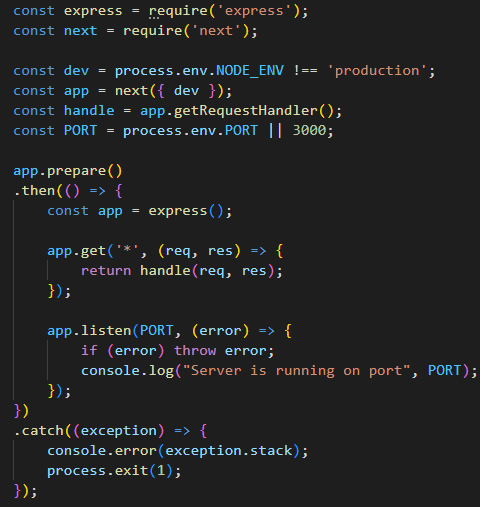 const express = require('express');
const next = require('next');

const dev = process.env.NODE_ENV !== 'production';
const app = next({ dev });
const handle = app.getRequestHandler();
const PORT = process.env.PORT || 3000;

app.prepare()
.then(() => {
    const app = express();

    app.get('*', (req, res) => {
        return handle(req, res);
    });

    app.listen(PORT, (error) => {
        if (error) throw error;
        console.log("Server is running on port", PORT);
    });
})
.catch((exception) => {
    console.error(exception.stack);
    process.exit(1);
});